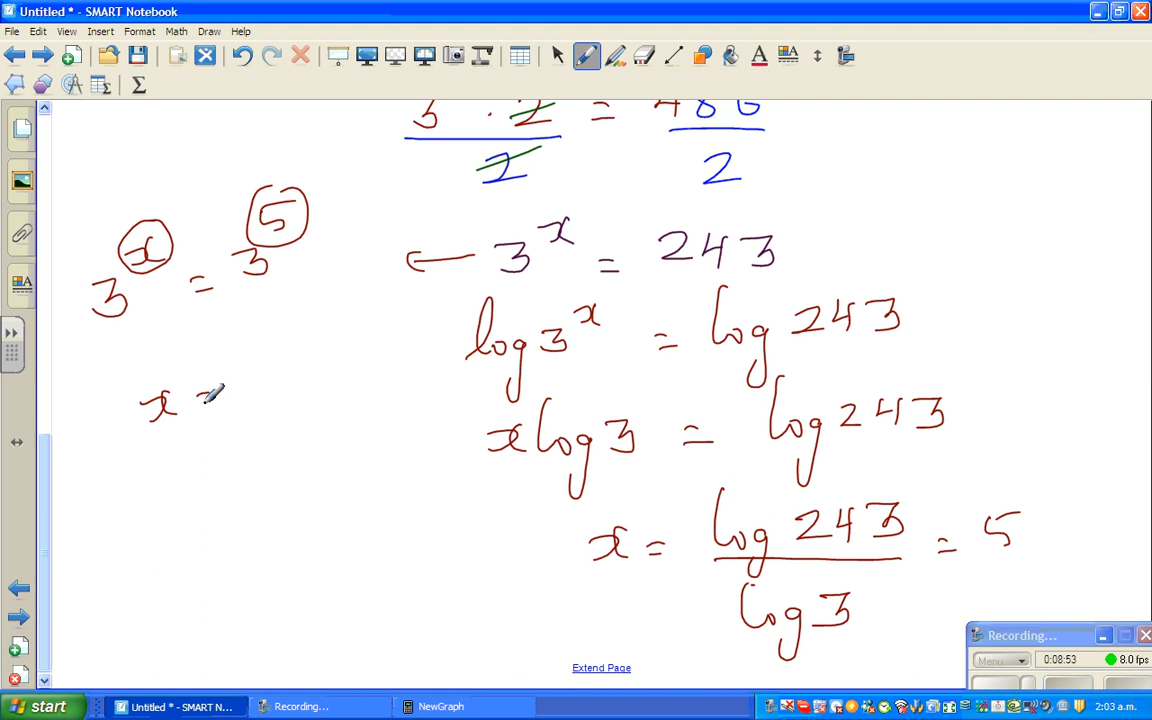 Untitled * - SMART Notebook
File Edit View Insert Format Math Draw Help
3 · 2 = 486
2 2
3^x = 3^5 ← 3^x = 243
log 3^x = log 243
x = x log 3 = log 243
x = log 243 = 5
log 3
Extend Page
Recording...
Menu 0:08:53 8.0 fps
start Untitled * - SMART N... Recording... NewGraph 2:03 a.m.